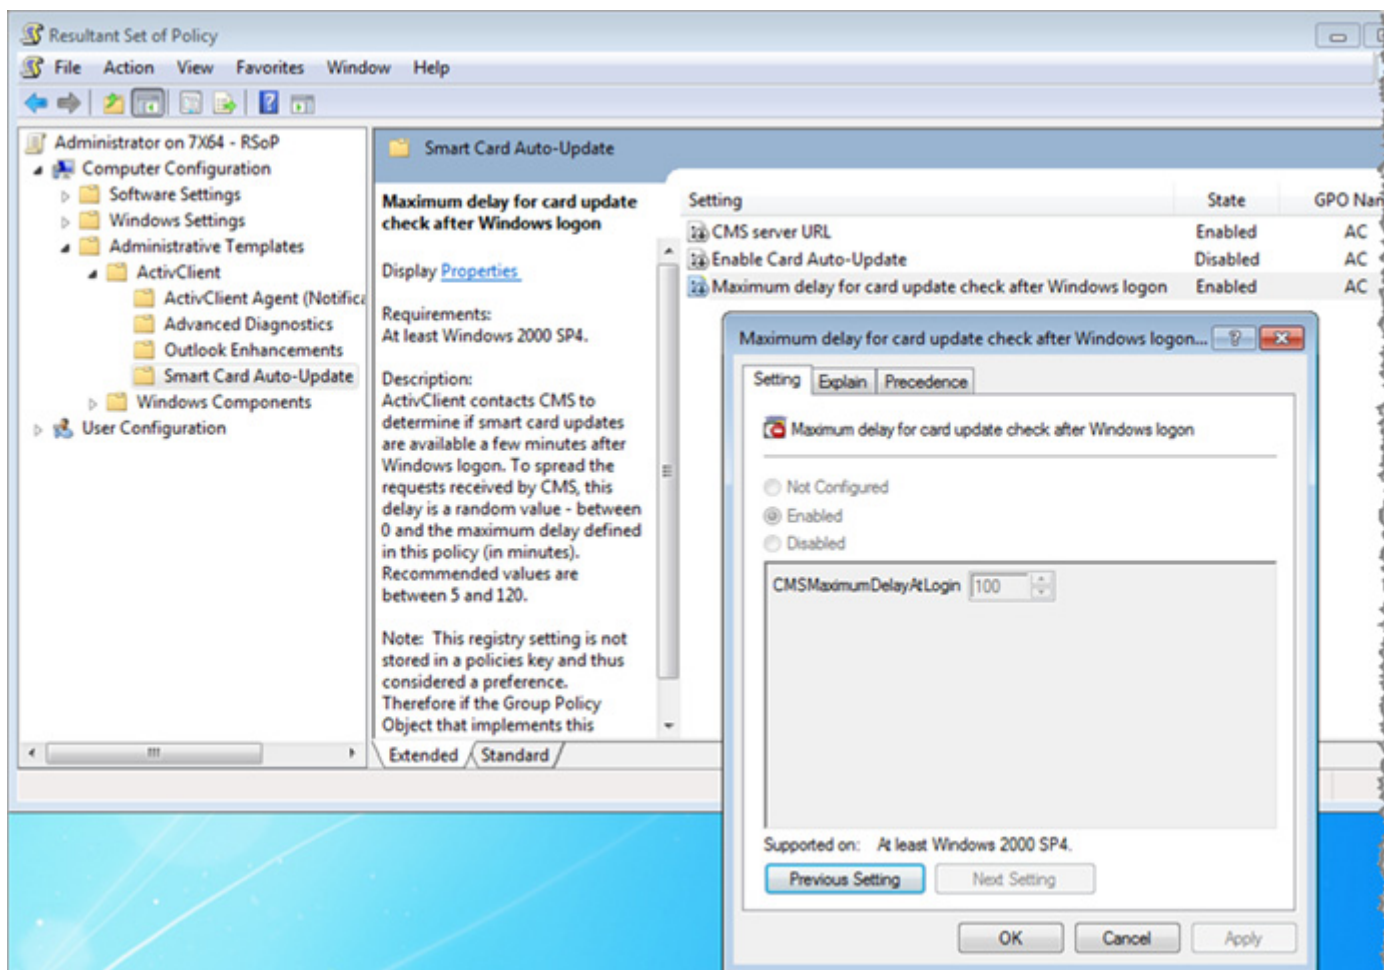 Resultant Set of Policy
File Action View Favorites Window Help
Administrator on 7X64 - RSoP
Computer Configuration
Software Settings
Windows Settings
Administrative Templates
ActivClient
ActivClient Agent (Notifica
Advanced Diagnostics
Outlook Enhancements
Smart Card Auto-Update
Windows Components
User Configuration
Smart Card Auto-Update
Maximum delay for card update
check after Windows logon
Display Properties
Requirements:
At least Windows 2000 SP4.
Description:
ActivClient contacts CMS to
determine if smart card updates
are available a few minutes after
Windows logon. To spread the
requests received by CMS, this
delay is a random value - between
0 and the maximum delay defined
in this policy (in minutes).
Recommended values are
between 5 and 120.
Note: This registry setting is not
stored in a policies key and thus
considered a preference.
Therefore if the Group Policy
Object that implements this
Extended Standard
Setting State GPO Nam
CMS server URL Enabled AC
Enable Card Auto-Update Disabled AC
Maximum delay for card update check after Windows logon Enabled AC
Maximum delay for card update check after Windows logon...
Setting Explain Precedence
Maximum delay for card update check after Windows logon
Not Configured
Enabled
Disabled
CMSMaximumDelayAtLogin 100
Supported on: At least Windows 2000 SP4.
Previous Setting Next Setting
OK Cancel Apply